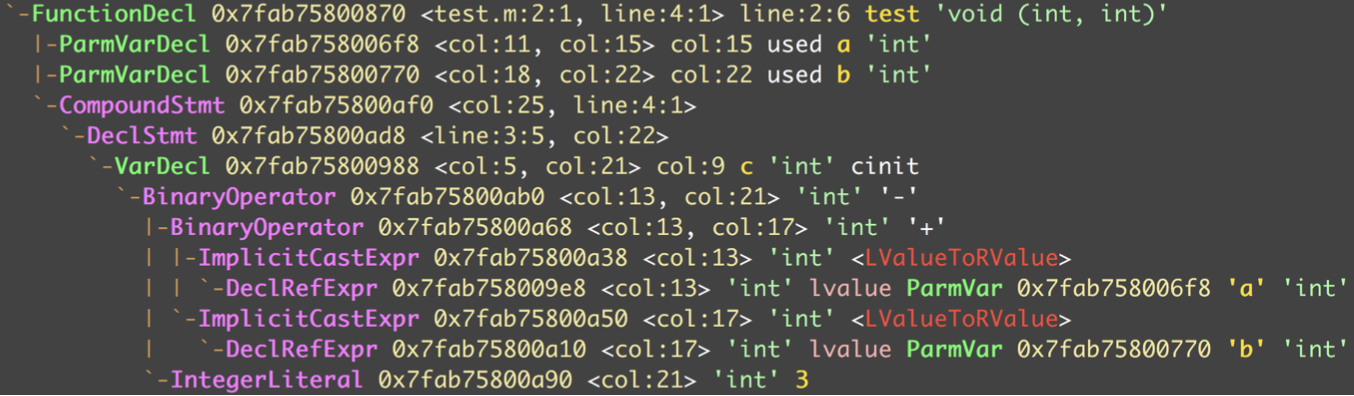 `-FunctionDecl 0x7fab75800870 <test.m:2:1, line:4:1> line:2:6 test 'void (int, int)'
  |-ParmVarDecl 0x7fab758006f8 <col:11, col:15> col:15 used a 'int'
  |-ParmVarDecl 0x7fab75800770 <col:18, col:22> col:22 used b 'int'
  `-CompoundStmt 0x7fab75800af0 <col:25, line:4:1>
    `-DeclStmt 0x7fab75800ad8 <line:3:5, col:22>
      `-VarDecl 0x7fab75800988 <col:5, col:21> col:9 c 'int' cinit
        `-BinaryOperator 0x7fab75800ab0 <col:13, col:21> 'int' '-'
          |-BinaryOperator 0x7fab75800a68 <col:13, col:17> 'int' '+'
          | |-ImplicitCastExpr 0x7fab75800a38 <col:13> 'int' <LValueToRValue>
          | | `-DeclRefExpr 0x7fab758009e8 <col:13> 'int' lvalue ParmVar 0x7fab758006f8 'a' 'int'
          | `-ImplicitCastExpr 0x7fab75800a50 <col:17> 'int' <LValueToRValue>
          |   `-DeclRefExpr 0x7fab75800a10 <col:17> 'int' lvalue ParmVar 0x7fab75800770 'b' 'int'
          `-IntegerLiteral 0x7fab75800a90 <col:21> 'int' 3